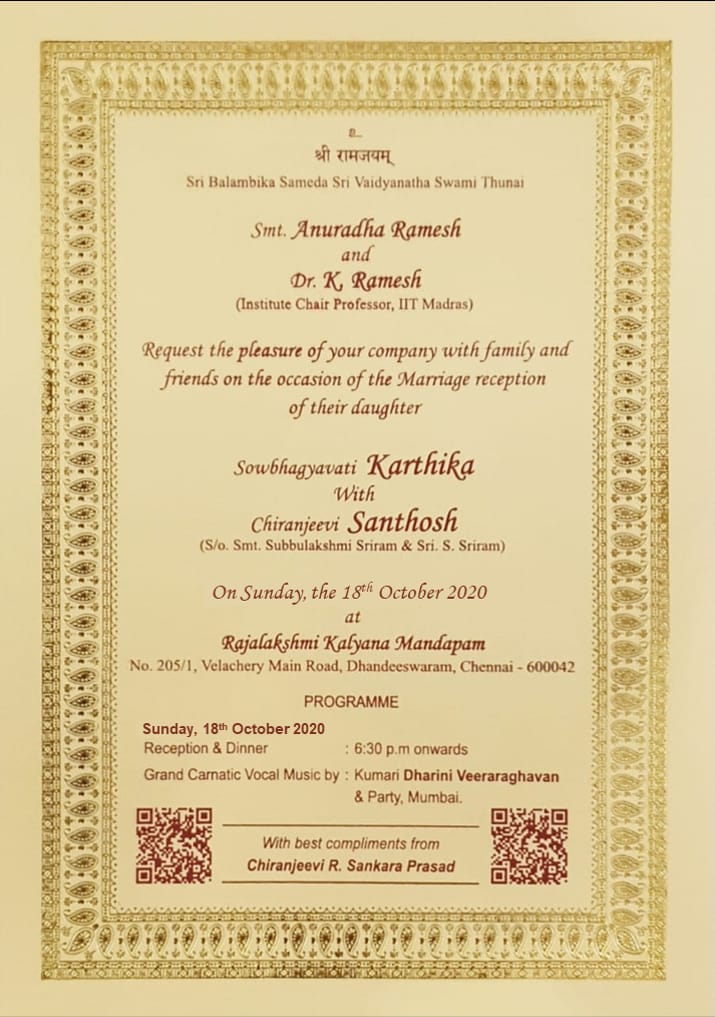 உ
श्री रामजयम्
Sri Balambika Sameda Sri Vaidyanatha Swami Thunai
Smt. Anuradha Ramesh
and
Dr. K. Ramesh
(Institute Chair Professor, IIT Madras)
Request the pleasure of your company with family and
friends on the occasion of the Marriage reception
of their daughter
Sowbhagyavati Karthika
With
Chiranjeevi Santhosh
(S/o. Smt. Subbulakshmi Sriram & Sri. S. Sriram)
On Sunday, the 18th October 2020
at
Rajalakshmi Kalyana Mandapam
No. 205/1, Velachery Main Road, Dhandeeswaram, Chennai - 600042
PROGRAMME
Sunday, 18th October 2020
Reception & Dinner : 6:30 p.m onwards
Grand Carnatic Vocal Music by : Kumari Dharini Veeraraghavan
& Party, Mumbai.
With best compliments from
Chiranjeevi R. Sankara Prasad